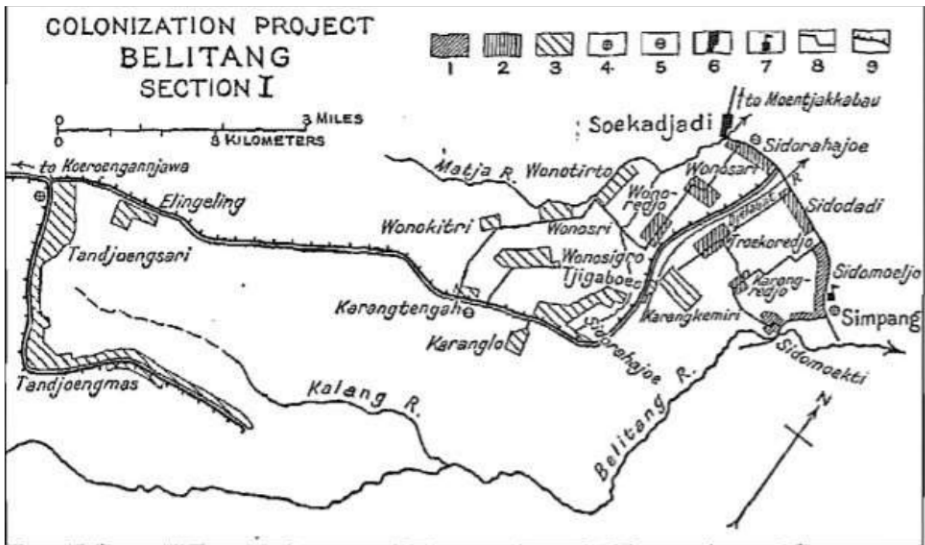 COLONIZATION PROJECT
BELITANG
SECTION I
0 3 MILES
0 3 KILOMETERS
1 2 3 4 5 6 7 8 9
to Moentjakkabau
Soekadjadi
Sidorahajoe
to Koeroengannjawa
Matja R.
Wonotirto
Wonosari
Elingeling
Wono-
redjo
Sidodadi
Wonokitri
Wonosri
Tandjoengsari
Troekoredjo
Wonosigro
Tjigaboes
Karang-
redjo
Sidomoeljo
Karangtengah
Karangkemiri
Simpang
Karanglo
Sidorahajoe
Sidomoekti
Tandjoengmas
Kalang R.
Belitang R.
N